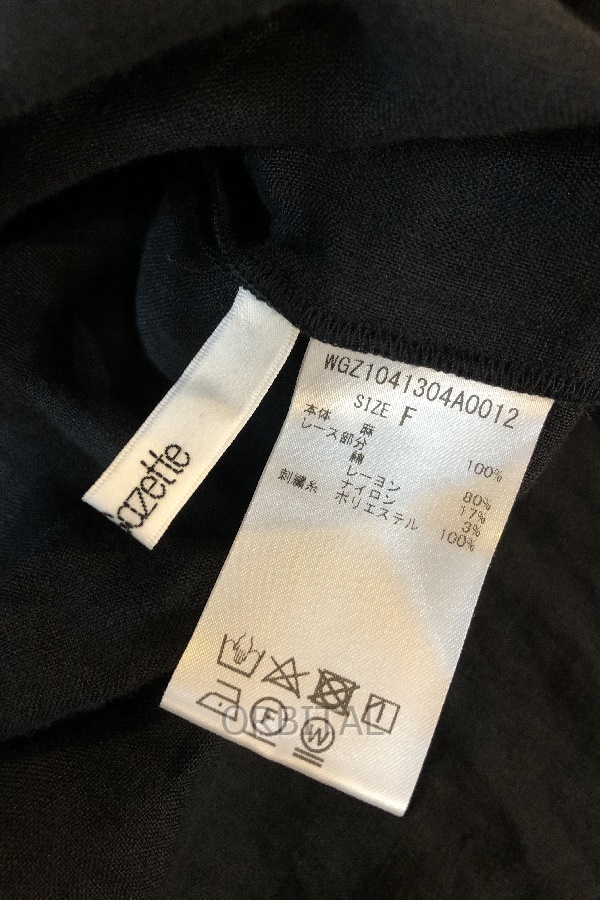 WGZ1041304A0012
SIZE F
本体 麻 100%
レース部分
綿 80%
レーヨン 17%
ナイロン 3%
刺繍糸 ポリエステル 100%
azette
F
W
ORBITAL